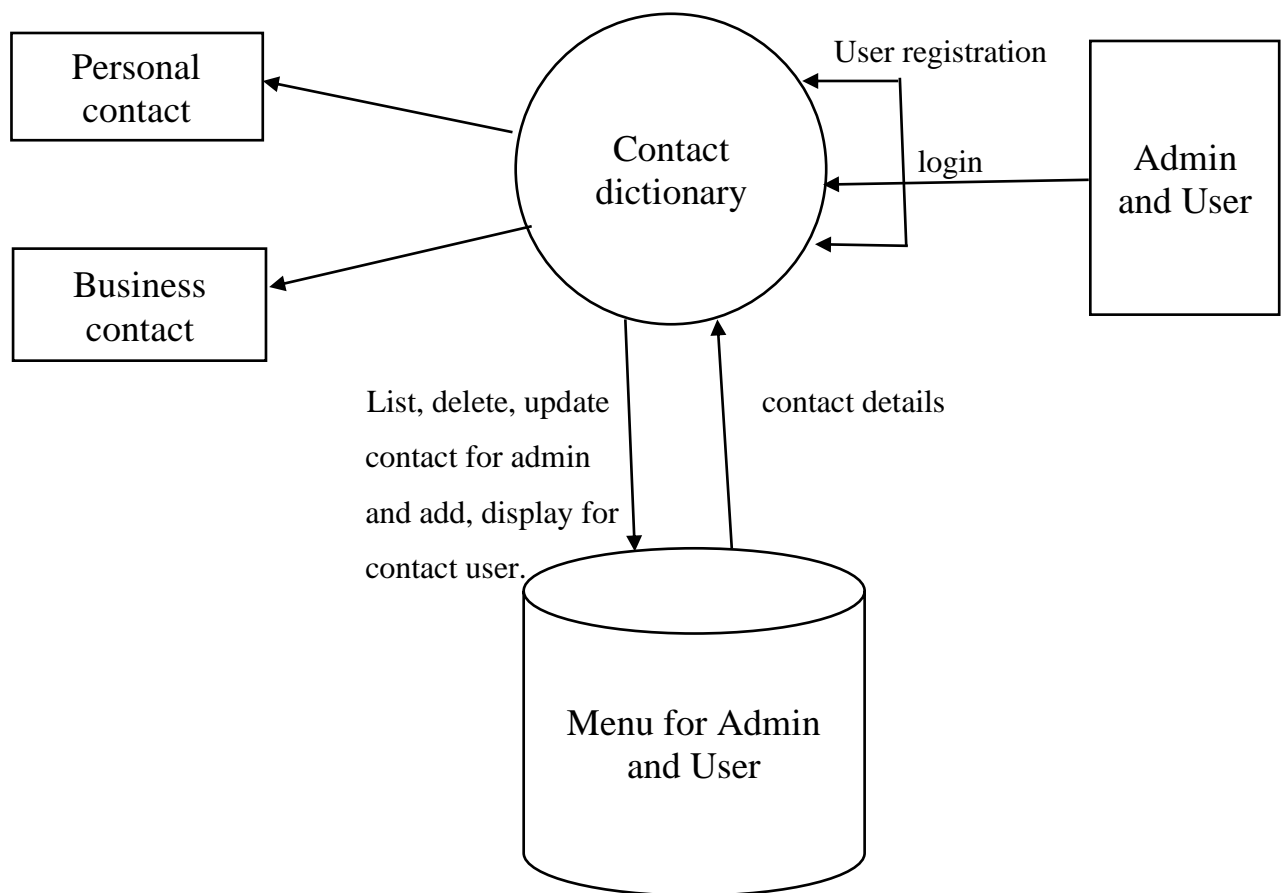 Personal
contact
User registration
Contact
dictionary
login
Admin
and User
Business
contact
List, delete, update
contact for admin
and add, display for
contact user.
contact details
Menu for Admin
and User